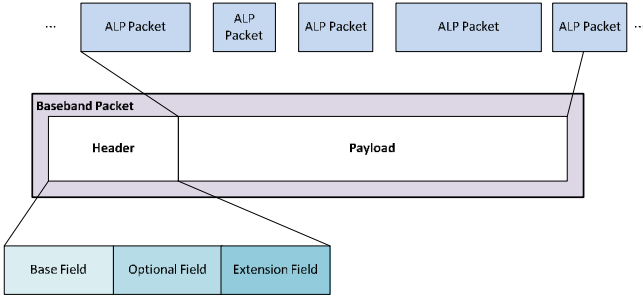 ... ALP Packet ALP Packet ALP Packet ALP Packet ALP Packet ...
Baseband Packet
Header Payload
Base Field Optional Field Extension Field